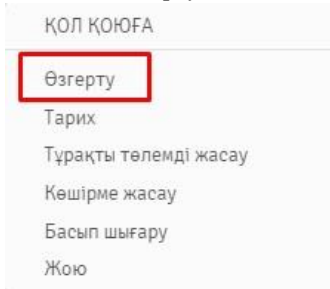 ҚОЛ ҚОЮҒА
Өзгерту
Тарих
Тұрақты төлемді жасау
Көшірме жасау
Басып шығару
Жою